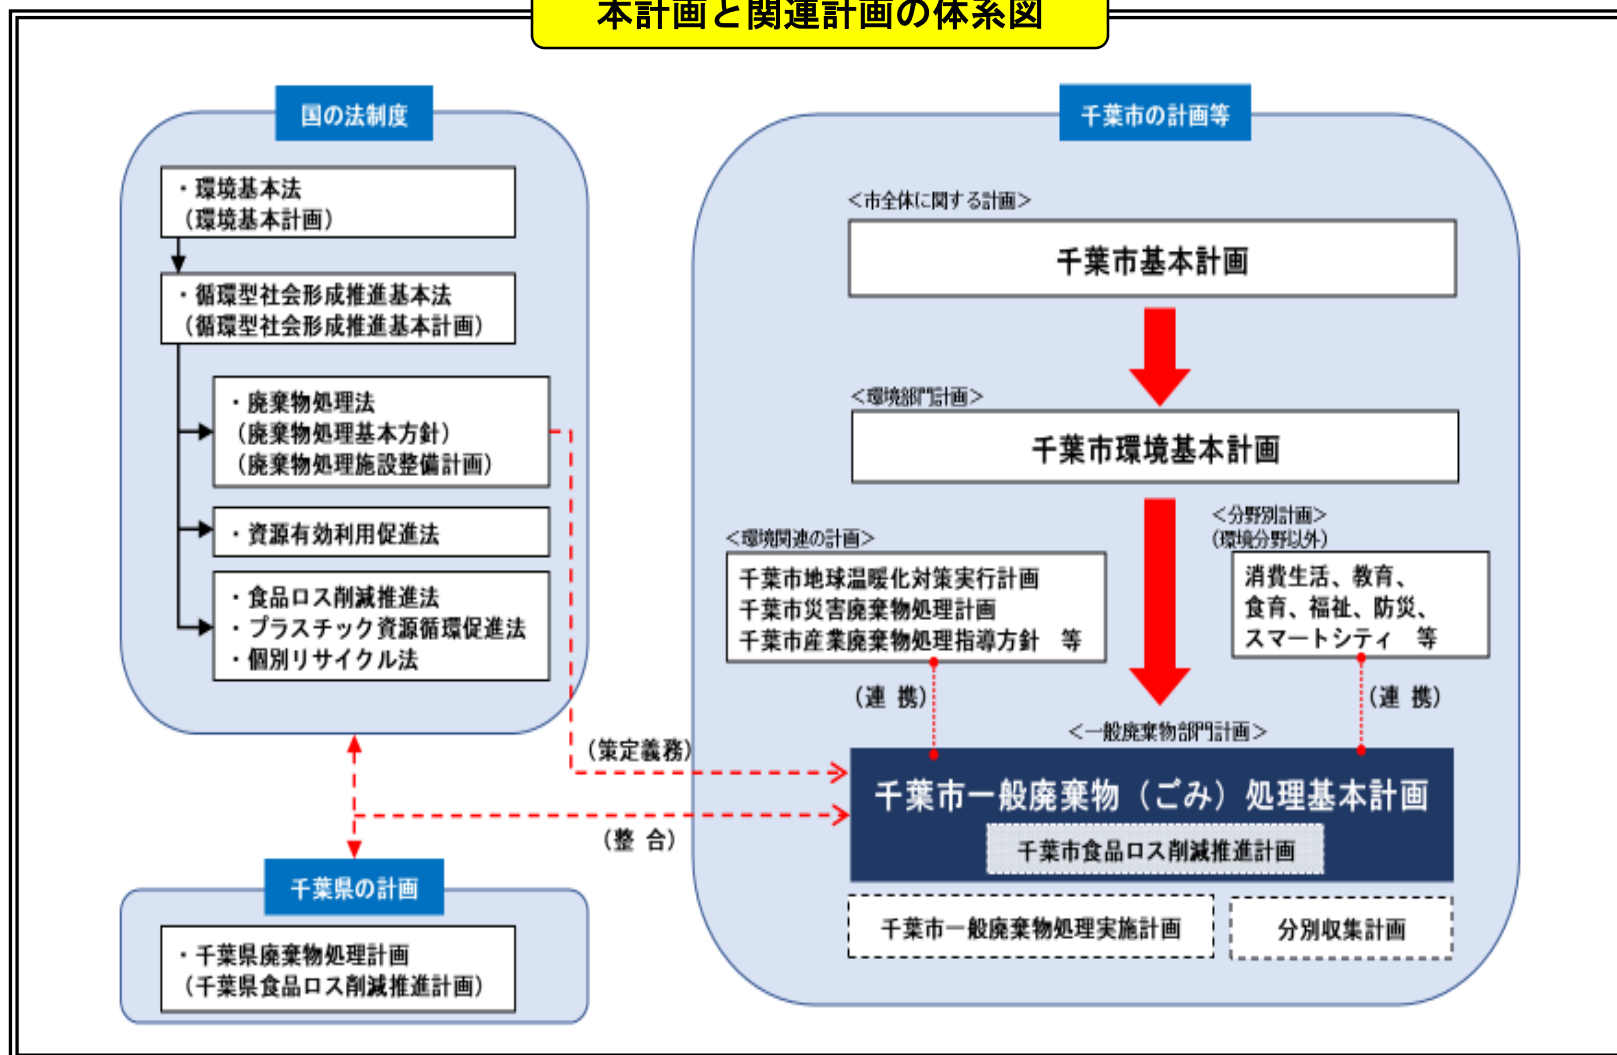 本計画と関連計画の体系図
国の法制度
・環境基本法
(環境基本計画)
・循環型社会形成推進基本法
(循環型社会形成推進基本計画)
・廃棄物処理法
(廃棄物処理基本方針)
(廃棄物処理施設整備計画)
・資源有効利用促進法
・食品ロス削減推進法
・プラスチック資源循環促進法
・個別リサイクル法
(策定義務)
(整 合)
千葉県の計画
・千葉県廃棄物処理計画
(千葉県食品ロス削減推進計画)
千葉市の計画等
<市全体に関する計画>
千葉市基本計画
<環境部門計画>
千葉市環境基本計画
<環境関連の計画>
千葉市地球温暖化対策実行計画
千葉市災害廃棄物処理計画
千葉市産業廃棄物処理指導方針 等
(連 携)
<分野別計画>
(環境分野以外)
消費生活、教育、
食育、福祉、防災、
スマートシティ 等
(連 携)
<一般廃棄物部門計画>
千葉市一般廃棄物(ごみ)処理基本計画
千葉市食品ロス削減推進計画
千葉市一般廃棄物処理実施計画
分別収集計画